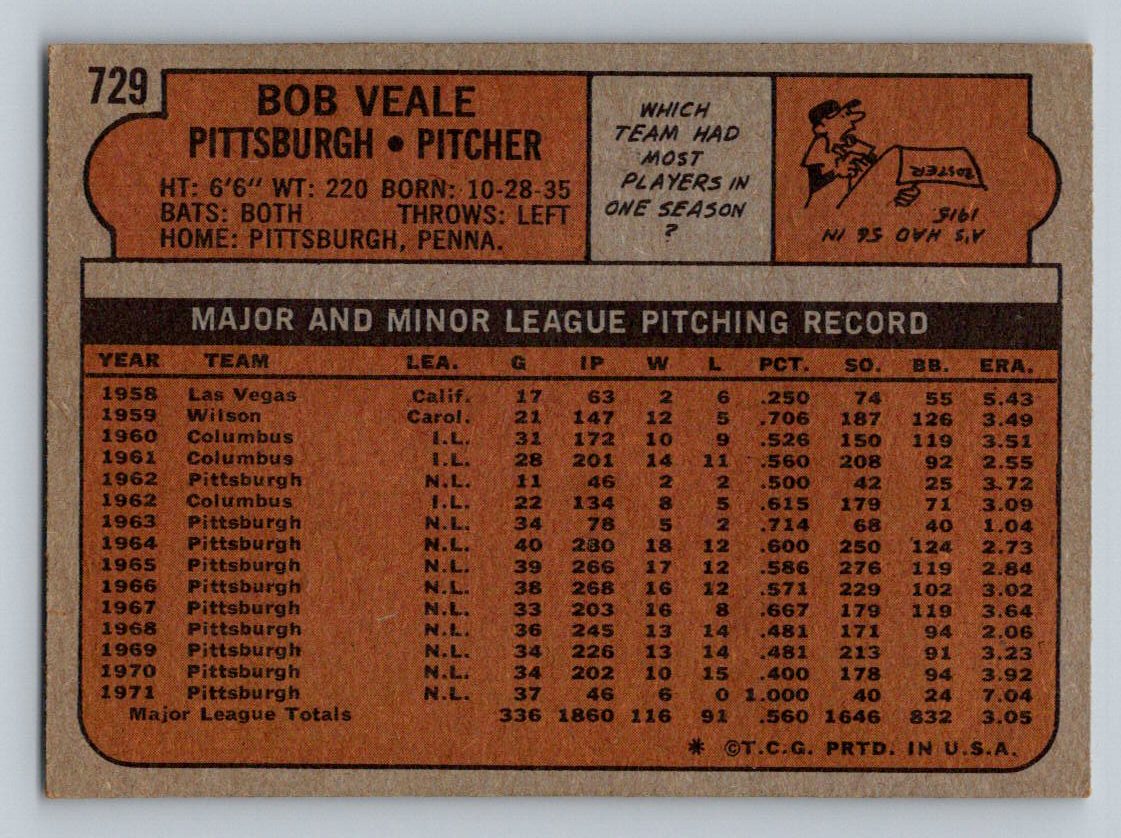 729
BOB VEALE
PITTSBURGH • PITCHER
HT: 6'6" WT: 220 BORN: 10-28-35
BATS: BOTH THROWS: LEFT
HOME: PITTSBURGH, PENNA.
WHICH
TEAM HAD
MOST
PLAYERS IN
ONE SEASON
?
A'S HAD 56 IN
1915
ROSTER
MAJOR AND MINOR LEAGUE PITCHING RECORD
YEAR TEAM LEA. G IP W L PCT. SO. BB. ERA.
1958 Las Vegas Calif. 17 63 2 6 .250 74 55 5.43
1959 Wilson Carol. 21 147 12 5 .706 187 126 3.49
1960 Columbus I.L. 31 172 10 9 .526 150 119 3.51
1961 Columbus I.L. 28 201 14 11 .560 208 92 2.55
1962 Pittsburgh N.L. 11 46 2 2 .500 42 25 3.72
1962 Columbus I.L. 22 134 8 5 .615 179 71 3.09
1963 Pittsburgh N.L. 34 78 5 2 .714 68 40 1.04
1964 Pittsburgh N.L. 40 280 18 12 .600 250 124 2.73
1965 Pittsburgh N.L. 39 266 17 12 .586 276 119 2.84
1966 Pittsburgh N.L. 38 268 16 12 .571 229 102 3.02
1967 Pittsburgh N.L. 33 203 16 8 .667 179 119 3.64
1968 Pittsburgh N.L. 36 245 13 14 .481 171 94 2.06
1969 Pittsburgh N.L. 34 226 13 14 .481 213 91 3.23
1970 Pittsburgh N.L. 34 202 10 15 .400 178 94 3.92
1971 Pittsburgh N.L. 37 46 6 0 1.000 40 24 7.04
Major League Totals 336 1860 116 91 .560 1646 832 3.05
* ©T.C.G. PRTD. IN U.S.A.